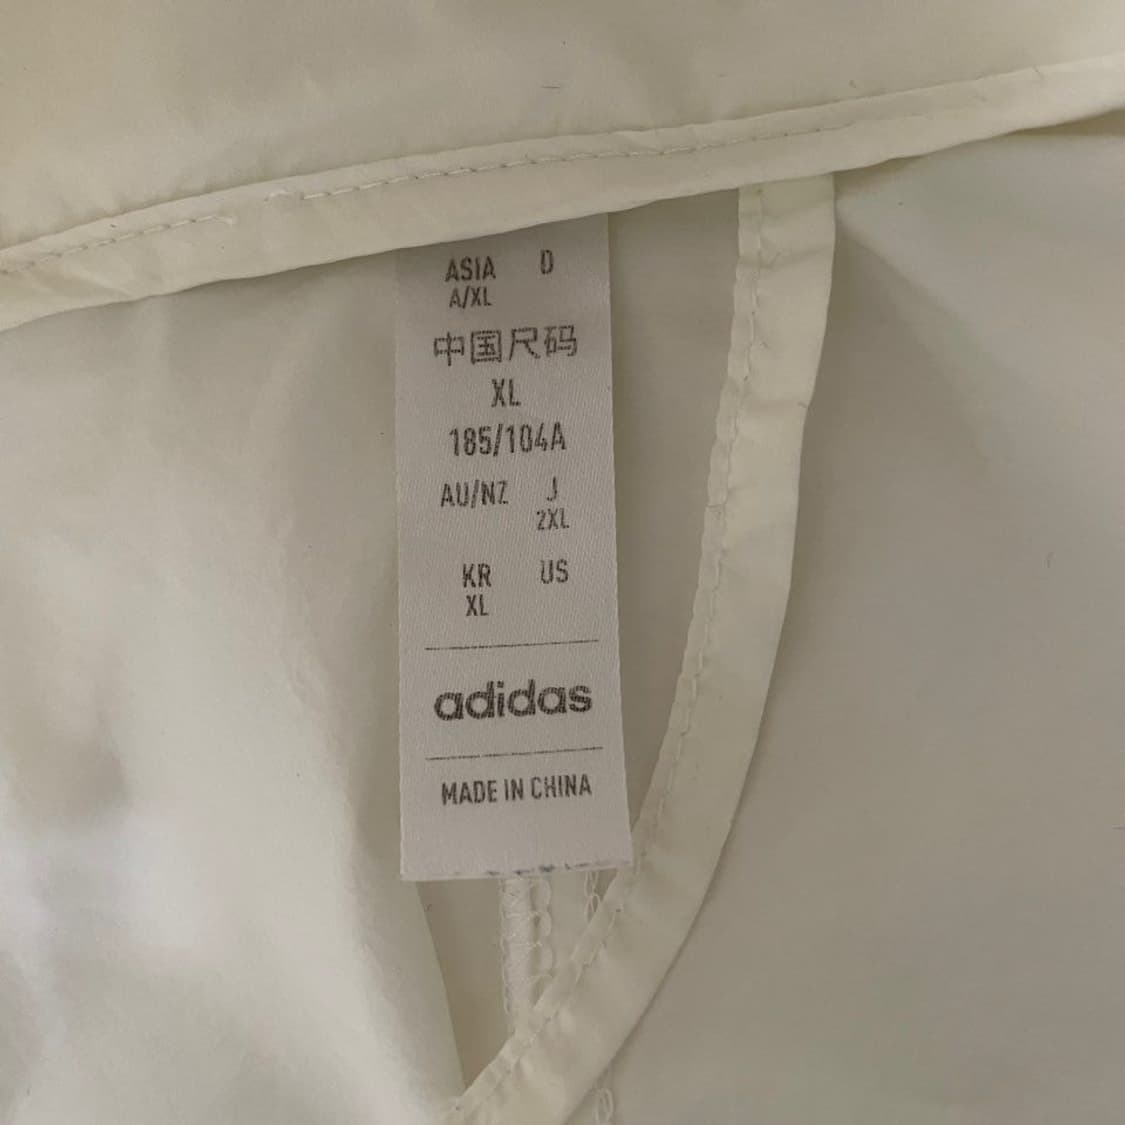 ASIA D
A/XL
中国尺码
XL
185/104A
AU/NZ J
2XL
KR US
XL
adidas
MADE IN CHINA